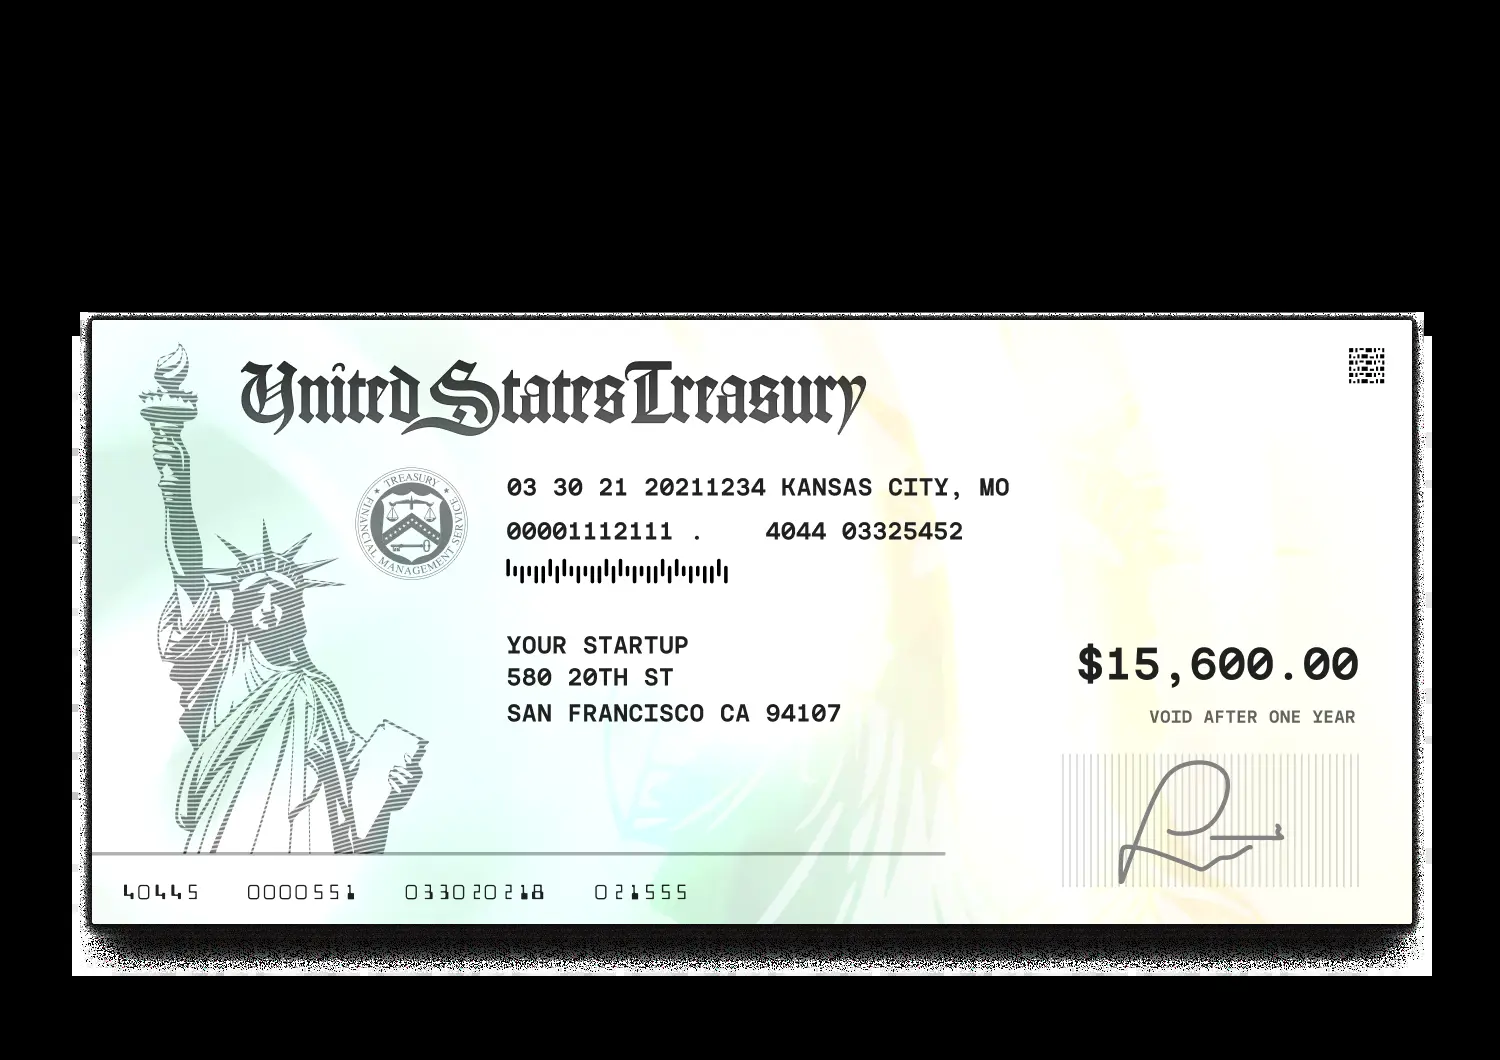 United States Treasury
TREASURY
FINANCIAL MANAGEMENT SERVICE
03 30 21 20211234 KANSAS CITY, MO
00001112111 . 4044 03325452
YOUR STARTUP
580 20TH ST
SAN FRANCISCO CA 94107
$15,600.00
VOID AFTER ONE YEAR
40445 0000551 033020218 021555